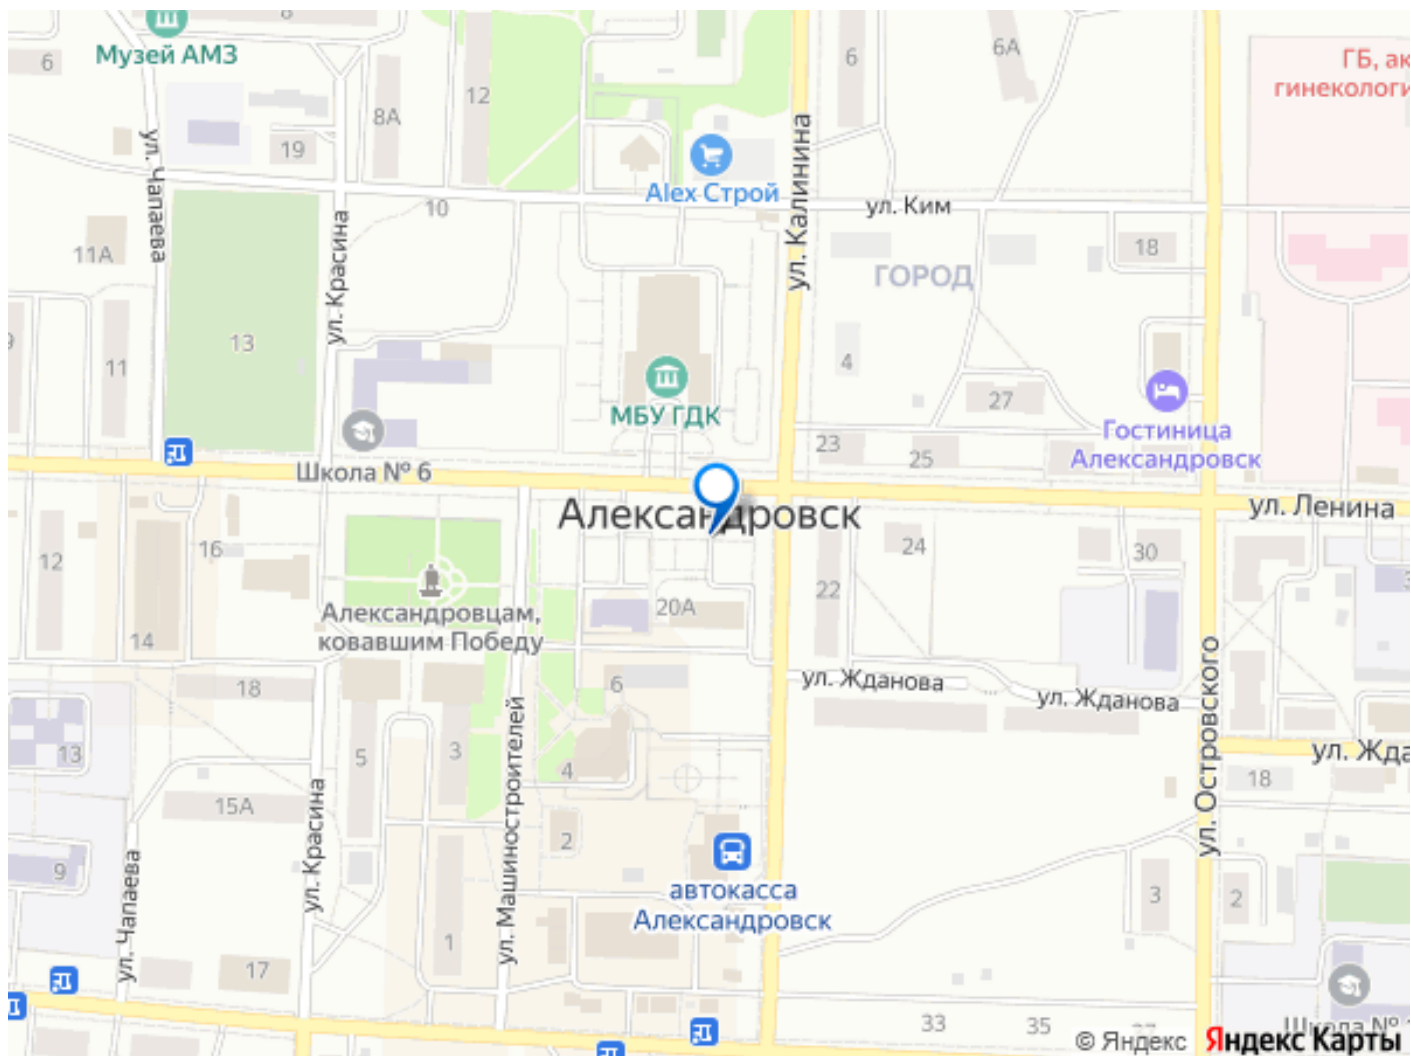 8
Музей АМЗ
6
6
6А
ГБ, ак
гинекологи
12
8А
ул. Чапаева
19
ул. Калинина
Alex Строй
ул. Ким
10
ул. Красина
11А
18
ГОРОД
13
11
4
27
МБУ ГДК
Гостиница
Александровск
23
25
Школа № 6
ул. Ленина
Александровск
16
12
24
30
22
20А
Александровцам,
ковавшим Победу
14
ул. Жданова
ул. Жданова
18
6
ул. Островского
ул. Машиностроителей
13
5
3
4
ул. Жда
18
15А
ул. Красина
2
9
ул. Чапаева
автокасса
Александровск
3
2
1
17
33
35
Школа № 1
© Яндекс
Яндекс Карты